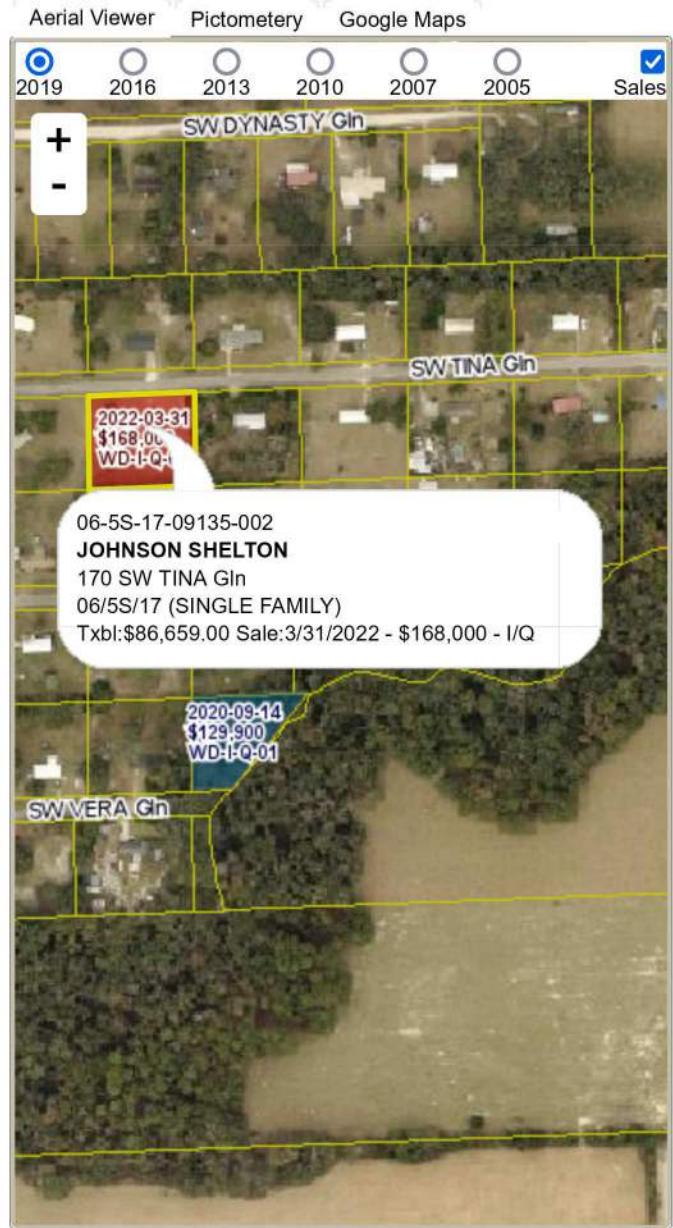 Aerial Viewer Pictometery Google Maps
2019 2016 2013 2010 2007 2005 Sales
+
-
SW DYNASTY Gln
SW TINA Gln
2022-03-31
$168,00
WD-I-Q-
06-5S-17-09135-002
JOHNSON SHELTON
170 SW TINA Gln
06/5S/17 (SINGLE FAMILY)
Txbl:$86,659.00 Sale:3/31/2022 - $168,000 - I/Q
2020-09-14
$129,900
WD-I-Q-01
SW VERA Gln